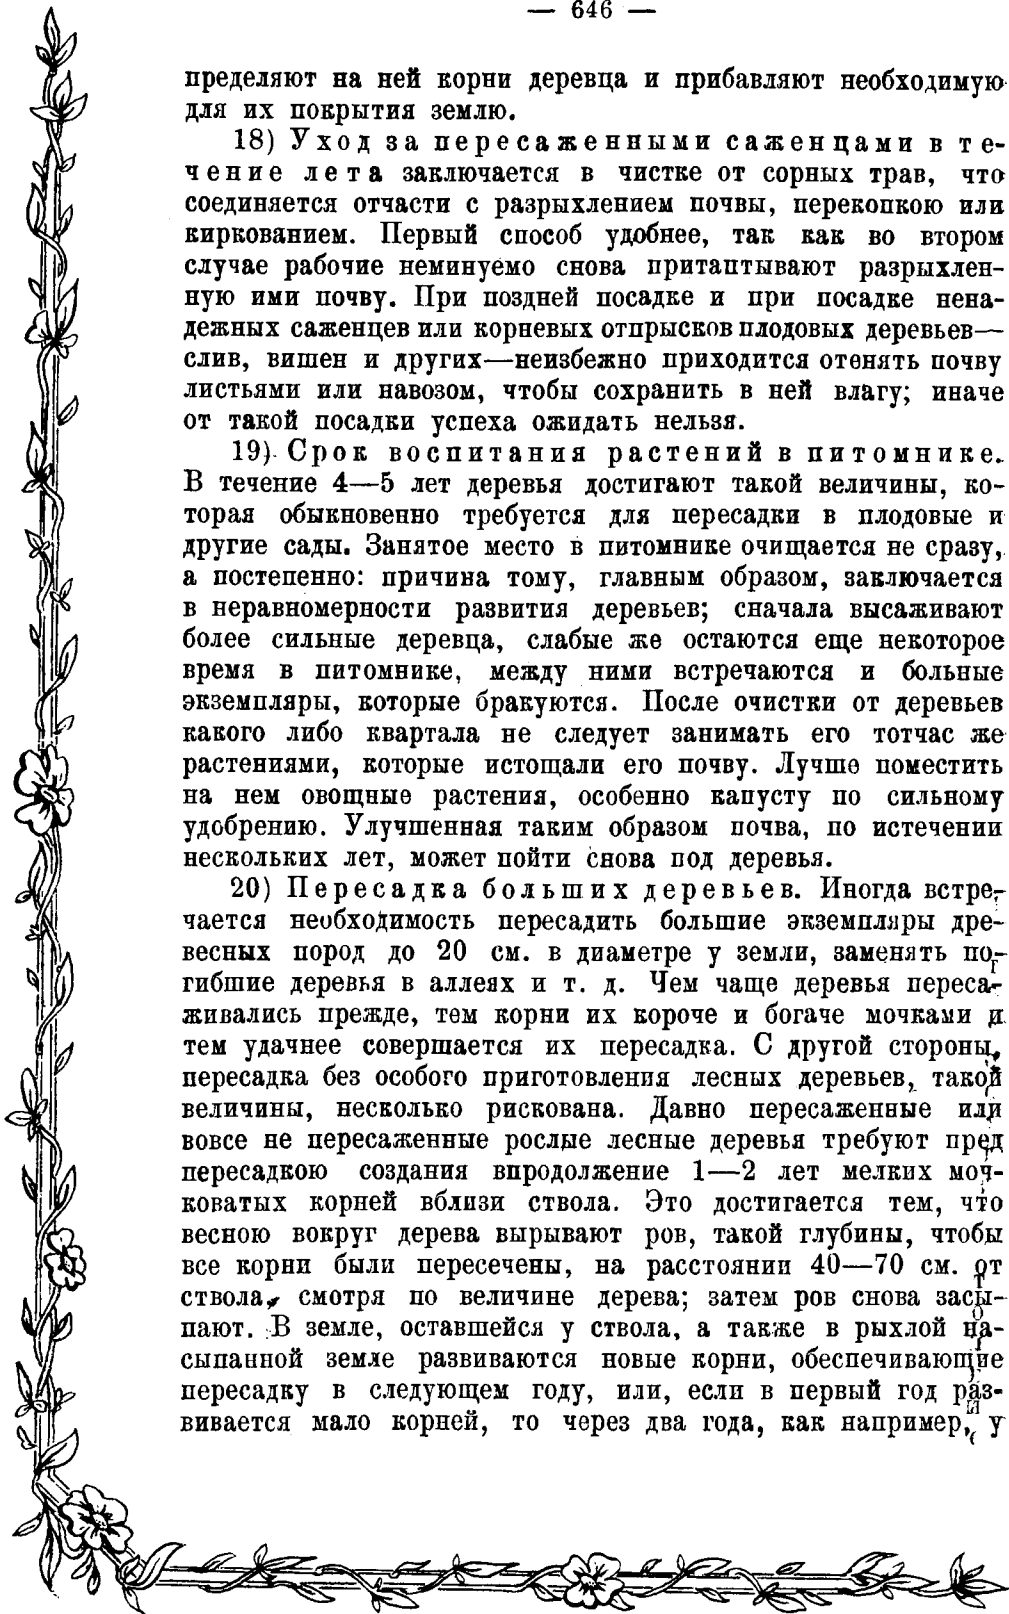 — 646 —
пределяют на ней корни деревца и прибавляют необходимую
для их покрытия землю.
18) Уход за пересаженными саженцами в те-
чение лета заключается в чистке от сорных трав, что
соединяется отчасти с разрыхлением почвы, перекопкою или
киркованием. Первый способ удобнее, так как во втором
случае рабочие неминуемо снова притаптывают разрыхлен-
ную ими почву. При поздней посадке и при посадке нена-
дежных саженцев или корневых отпрысков плодовых деревьев—
слив, вишен и других—неизбежно приходится отенять почву
листьями или навозом, чтобы сохранить в ней влагу; иначе
от такой посадки успеха ожидать нельзя.
19) Срок воспитания растений в питомнике.
В течение 4—5 лет деревья достигают такой величины, ко-
торая обыкновенно требуется для пересадки в плодовые и
другие сады. Занятое место в питомнике очищается не сразу,
а постепенно: причина тому, главным образом, заключается
в неравномерности развития деревьев; сначала высаживают
более сильные деревца, слабые же остаются еще некоторое
время в питомнике, между ними встречаются и больные
экземпляры, которые бракуются. После очистки от деревьев
какого либо квартала не следует занимать его тотчас же
растениями, которые истощали его почву. Лучше поместить
на нем овощные растения, особенно капусту по сильному
удобрению. Улучшенная таким образом почва, по истечении
нескольких лет, может пойти снова под деревья.
20) Пересадка больших деревьев. Иногда встре-
чается необходимость пересадить большие экземпляры дре-
весных пород до 20 см. в диаметре у земли, заменять по-
гибшие деревья в аллеях и т. д. Чем чаще деревья переса-
живались прежде, тем корни их короче и богаче мочками и
тем удачнее совершается их пересадка. С другой стороны,
пересадка без особого приготовления лесных деревьев, такой
величины, несколько рискована. Давно пересаженные или
вовсе не пересаженные рослые лесные деревья требуют пред
пересадкою создания впродолжение 1—2 лет мелких моч-
коватых корней вблизи ствола. Это достигается тем, что
весною вокруг дерева вырывают ров, такой глубины, чтобы
все корни были пересечены, на расстоянии 40—70 см. от
ствола, смотря по величине дерева; затем ров снова засы-
пают. В земле, оставшейся у ствола, а также в рыхлой на-
сыпанной земле развиваются новые корни, обеспечивающие
пересадку в следующем году, или, если в первый год раз-
вивается мало корней, то через два года, как например, у